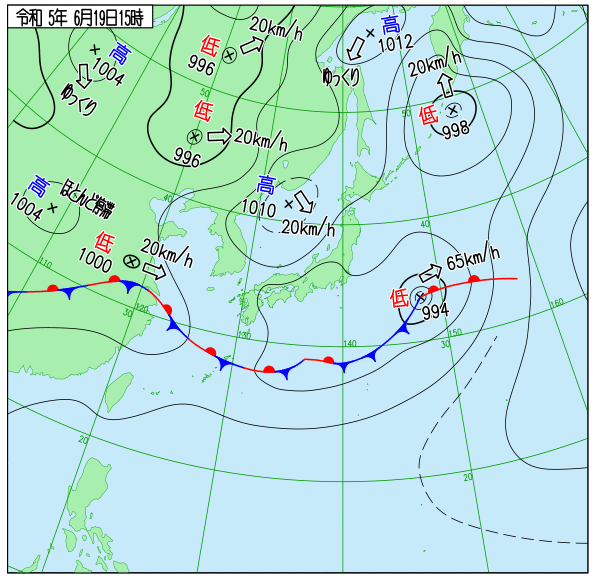 令和 5年 6月19日15時
高
1004
ゆっくり
低
996
20km/h
高
1012
ゆっくり
20km/h
低
998
低
996
20km/h
50
50
高
1004
ほとんど停滞
40
高
1010
20km/h
40
低
1000
20km/h
低
994
65km/h
110
120
30
130
140
30
150
160
20
20